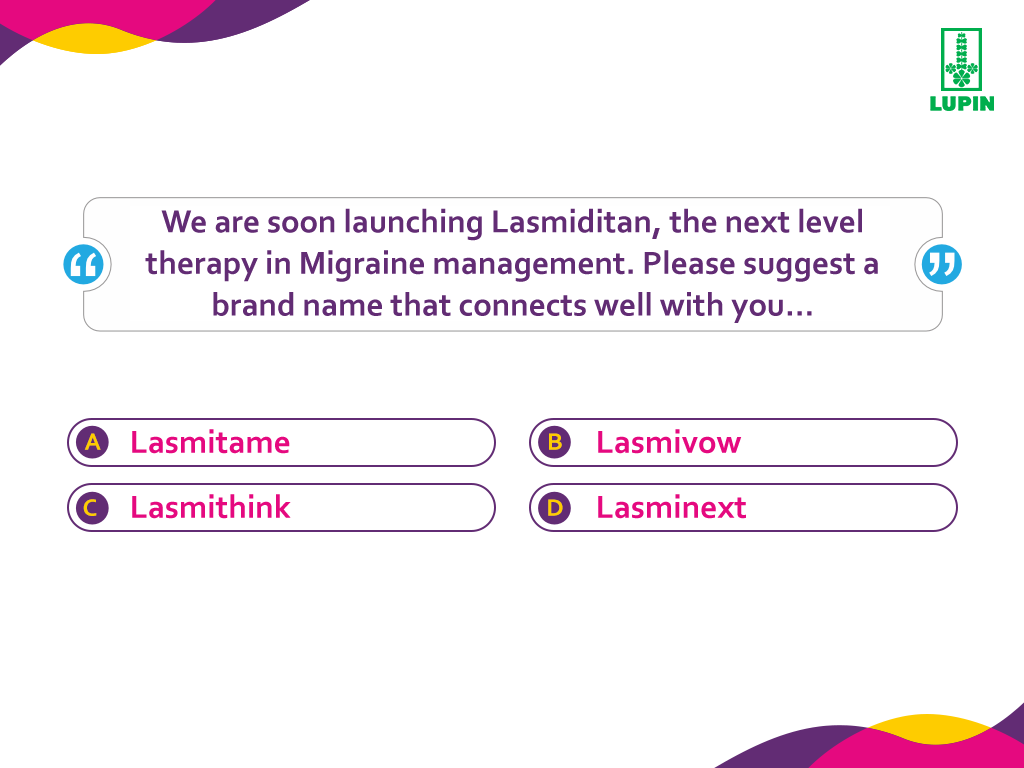 LUPIN
We are soon launching Lasmiditan, the next level
therapy in Migraine management. Please suggest a
brand name that connects well with you...
A Lasmitame
B Lasmivow
C Lasmithink
D Lasminext